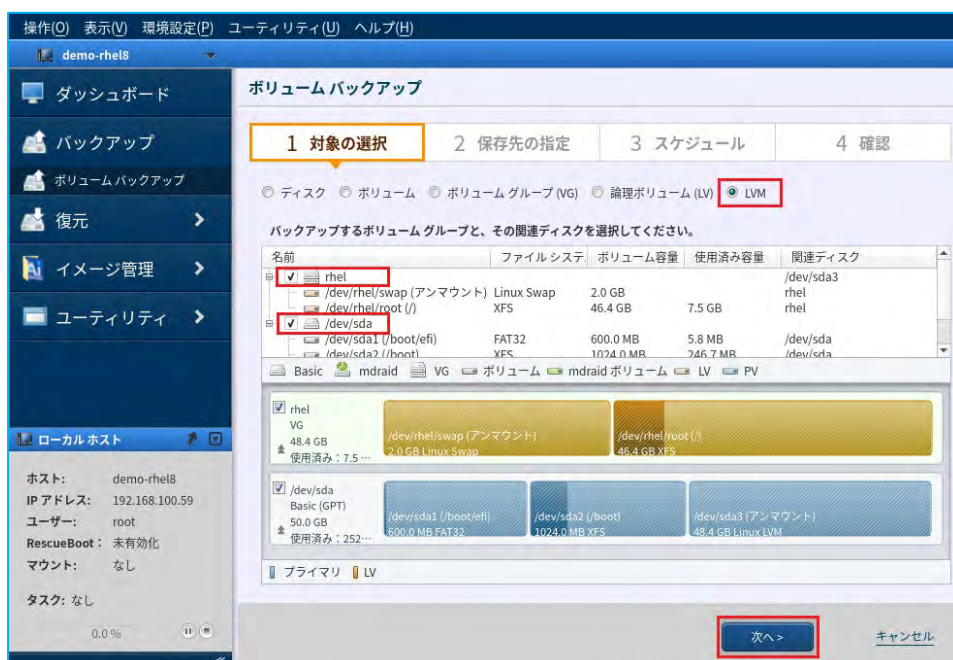 操作(O) 表示(V) 環境設定(P) ユーティリティ(U) ヘルプ(H)
demo-rhel8
ダッシュボード
バックアップ
ボリューム バックアップ
復元
イメージ管理
ユーティリティ
ボリューム バックアップ
1 対象の選択 2 保存先の指定 3 スケジュール 4 確認
ディスク ボリューム ボリューム グループ (VG) 論理ボリューム (LV) LVM
バックアップするボリューム グループと、その関連ディスクを選択してください。
名前 ファイル システ. ボリューム容量 使用済み容量 関連ディスク
rhel /dev/sda3
/dev/rhel/swap (アンマウント) Linux Swap 2.0 GB rhel
/dev/rhel/root (/) XFS 46.4 GB 7.5 GB rhel
/dev/sda
/dev/sda1 (/boot/efi) FAT32 600.0 MB 5.8 MB /dev/sda
/dev/sda2 (/boot) XFS 1024.0 MB 246.7 MB /dev/sda
Basic mdraid VG ボリューム mdraid ボリューム LV PV
rhel
VG
48.4 GB
使用済み : 7.5 …
/dev/rhel/swap (アンマウント)
2.0 GB Linux Swap
/dev/rhel/root (/)
46.4 GB XFS
/dev/sda
Basic (GPT)
50.0 GB
使用済み : 252…
/dev/sda1 (/boot/efi)
600.0 MB FAT32
/dev/sda2 (/boot)
1024.0 MB XFS
/dev/sda3 (アンマウント)
48.4 GB Linux LVM
プライマリ LV
ローカル ホスト
ホスト: demo-rhel8
IP アドレス: 192.168.100.59
ユーザー: root
RescueBoot : 未有効化
マウント: なし
タスク: なし
0.0 %
次へ >
キャンセル